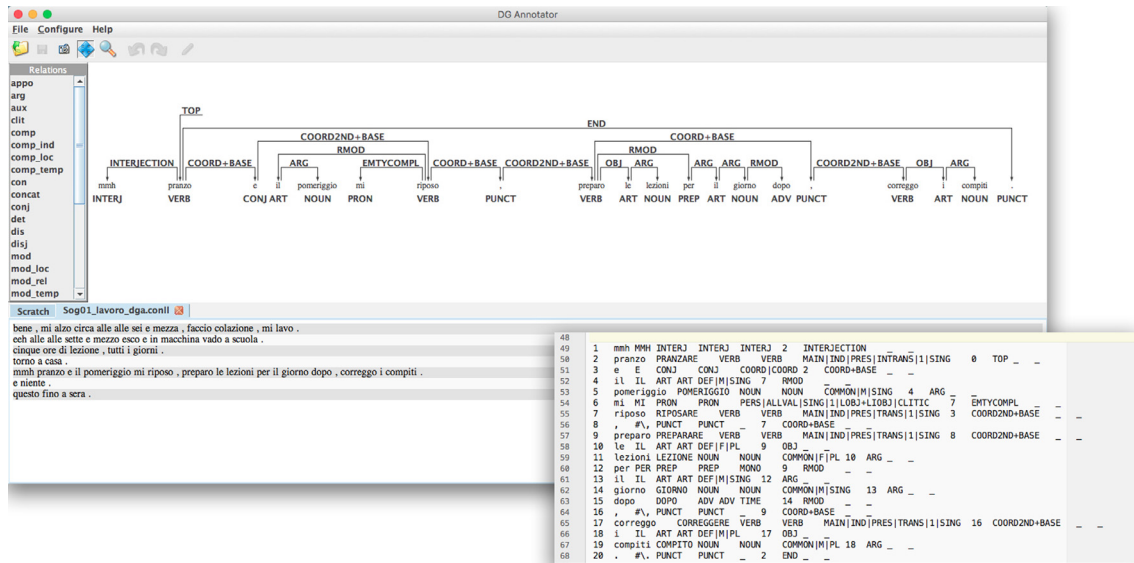 DG Annotator
File Configure Help
Relations
appo
arg
aux
clit
comp
comp_ind
comp_loc
comp_temp
con
concat
conj
det
dis
disj
mod
mod_loc
mod_rel
mod_temp
TOP
END
COORD2ND+BASE COORD+BASE
RMOD RMOD
INTERJECTION COORD+BASE ARG EMTYCOMPL COORD+BASE COORD2ND+BASE OBJ ARG ARG ARG RMOD COORD2ND+BASE OBJ ARG
mmh pranzo e il pomeriggio mi riposo , preparo le lezioni per il giorno dopo , correggo i compiti .
INTERJ VERB CONJ ART NOUN PRON VERB PUNCT VERB ART NOUN PREP ART NOUN ADV PUNCT VERB ART NOUN PUNCT
Scratch Sog01_lavoro_dga.conll
bene , mi alzo circa alle alle sei e mezza , faccio colazione , mi lavo .
eeh alle alle sette e mezzo esco e in macchina vado a scuola .
cinque ore di lezione , tutti i giorni .
torno a casa .
mmh pranzo e il pomeriggio mi riposo , preparo le lezioni per il giorno dopo , correggo i compiti .
e niente .
questo fino a sera .
48
49 1 mmh MMH INTERJ INTERJ INTERJ 2 INTERJECTION _ _
50 2 pranzo PRANZARE VERB VERB MAIN|IND|PRES|INTRANS|1|SING 0 TOP _ _
51 3 e E CONJ CONJ COORD|COORD 2 COORD+BASE _ _
52 4 il IL ART ART DEF|M|SING 7 RMOD _ _
53 5 pomeriggio POMERIGGIO NOUN NOUN COMMON|M|SING 4 ARG _ _
54 6 mi MI PRON PRON PERS|ALLVAL|SING|1|LOBJ+LIOBJ|CLITIC 7 EMTYCOMPL _ _
55 7 riposo RIPOSARE VERB VERB MAIN|IND|PRES|TRANS|1|SING 3 COORD2ND+BASE _ _
56 8 , #\, PUNCT PUNCT _ 7 COORD+BASE _ _
57 9 preparo PREPARARE VERB VERB MAIN|IND|PRES|TRANS|1|SING 8 COORD2ND+BASE _ _
58 10 le IL ART ART DEF|F|PL 9 OBJ _ _
59 11 lezioni LEZIONE NOUN NOUN COMMON|F|PL 10 ARG _ _
60 12 per PER PREP PREP MONO 9 RMOD _ _
61 13 il IL ART ART DEF|M|SING 12 ARG _ _
62 14 giorno GIORNO NOUN NOUN COMMON|M|SING 13 ARG _ _
63 15 dopo DOPO ADV ADV TIME 14 RMOD _ _
64 16 , #\, PUNCT PUNCT _ 9 COORD+BASE _ _
65 17 correggo CORREGGERE VERB VERB MAIN|IND|PRES|TRANS|1|SING 16 COORD2ND+BASE _ _
66 18 i IL ART ART DEF|M|PL 17 OBJ _ _
67 19 compiti COMPITO NOUN NOUN COMMON|M|PL 18 ARG _ _
68 20 . #\. PUNCT PUNCT _ 2 END _ _